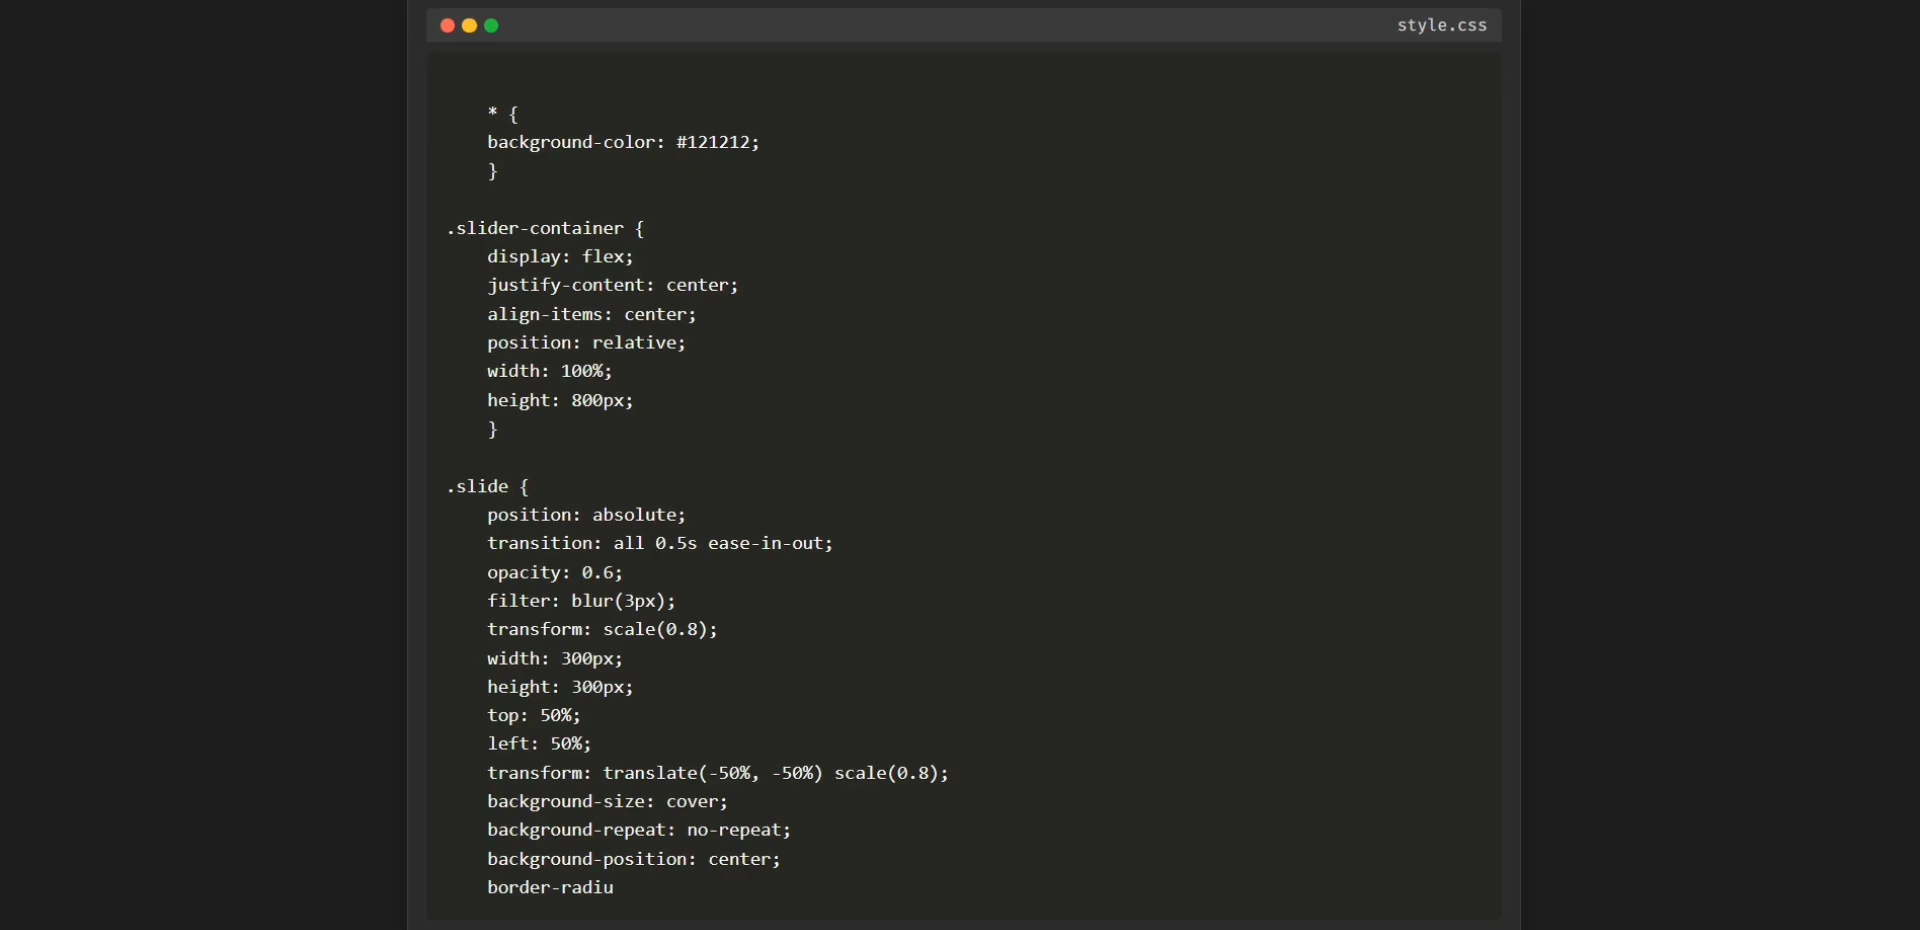 style.css
* {
background-color: #121212;
}
.slider-container {
display: flex;
justify-content: center;
align-items: center;
position: relative;
width: 100%;
height: 800px;
}
.slide {
position: absolute;
transition: all 0.5s ease-in-out;
opacity: 0.6;
filter: blur(3px);
transform: scale(0.8);
width: 300px;
height: 300px;
top: 50%;
left: 50%;
transform: translate(-50%, -50%) scale(0.8);
background-size: cover;
background-repeat: no-repeat;
background-position: center;
border-radiu